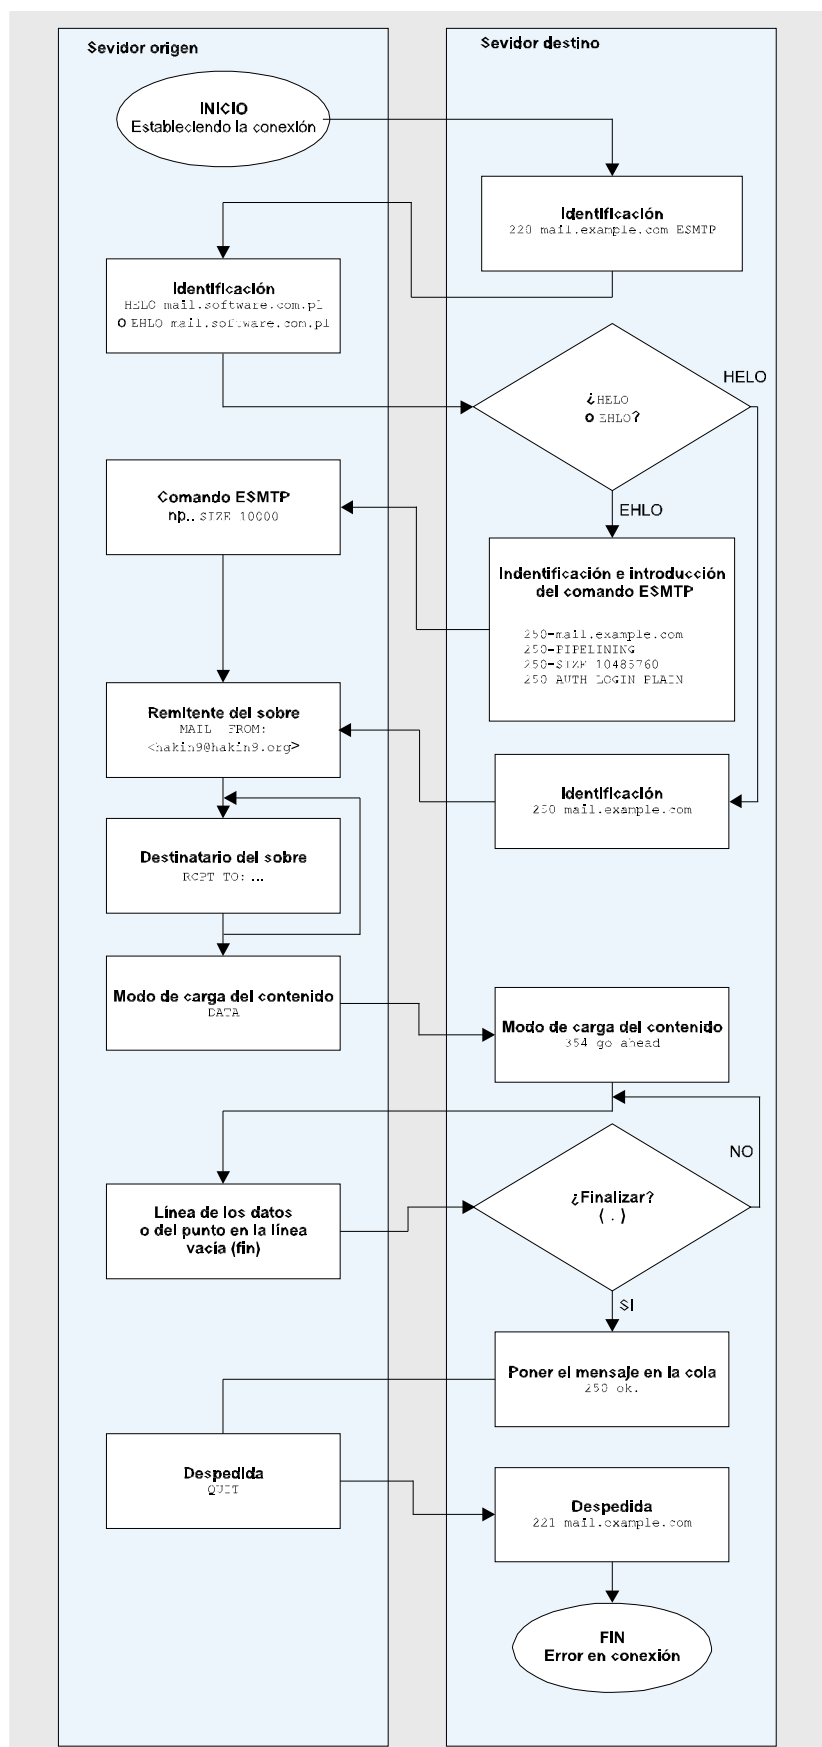 Sevidor origen
Sevidor destino
INICIO
Estableciendo la conexión
Identificación
220 mail.example.com ESMTP
Identificación
HELO mail.software.com.pl
o EHLO mail.software.com.pl
HELO
¿HELO
o EHLO?
Comando ESMTP
np.. SIZE 10000
EHLO
Indentificación e introducción
del comando ESMTP
250-mail.example.com
250-PIPELINING
250-SIZE 10485760
250 AUTH LOGIN PLAIN
Remitente del sobre
MAIL FROM:
<hakin9@hakin9.org>
Identificación
250 mail.example.com
Destinatario del sobre
RCPT TO: ...
Modo de carga del contenido
DATA
Modo de carga del contenido
354 go ahead
NO
Línea de los datos
o del punto en la línea
vacía (fin)
¿Finalizar?
( . )
SI
Poner el mensaje en la cola
250 ok.
Despedida
QUIT
Despedida
221 mail.example.com
FIN
Error en conexión